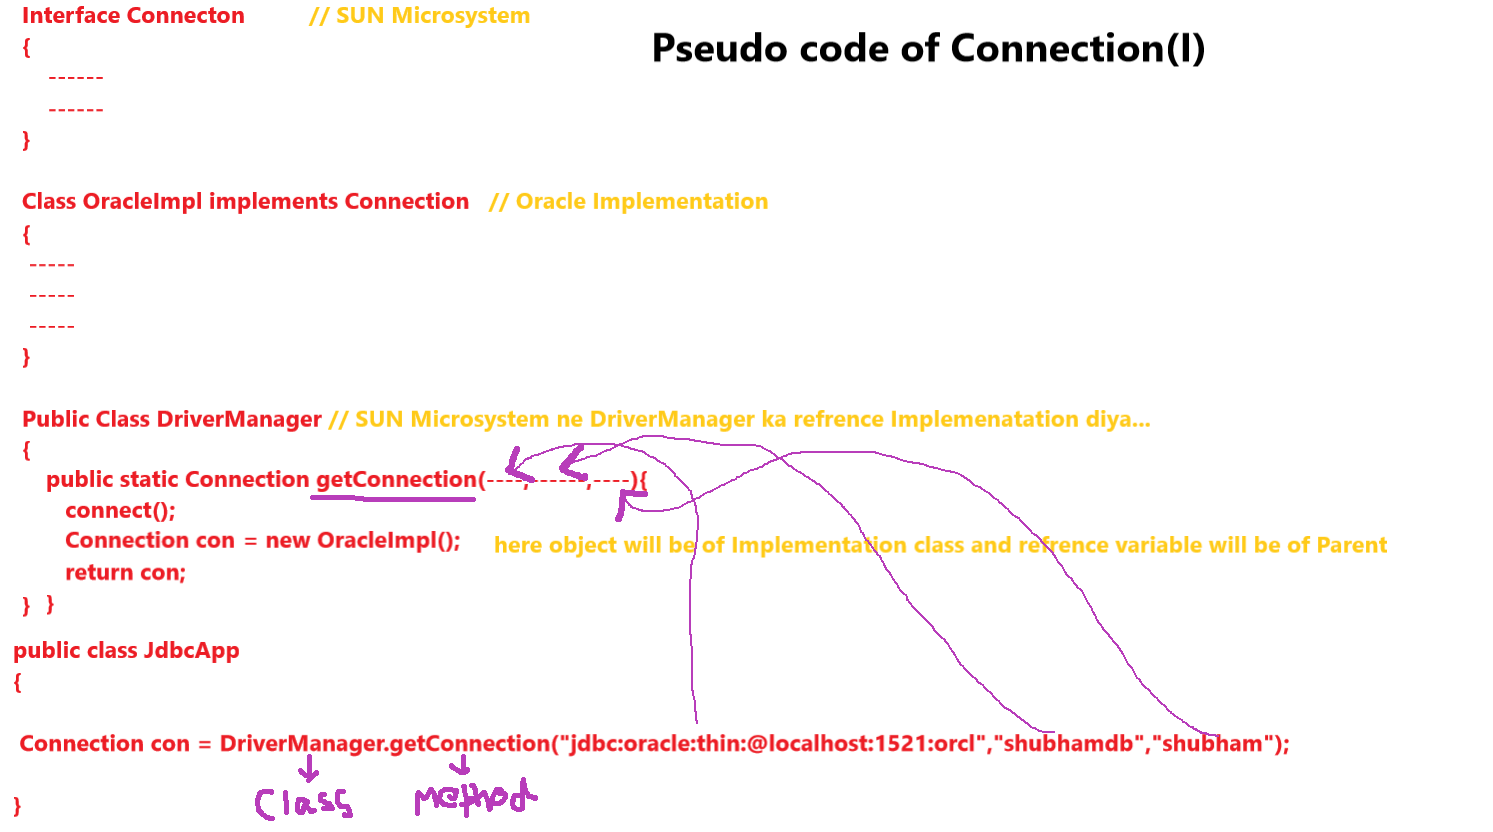 Interface Connecton // SUN Microsystem
Pseudo code of Connection(I)
{
------
------
}
Class OracleImpl implements Connection // Oracle Implementation
{
-----
-----
-----
}
Public Class DriverManager // SUN Microsystem ne DriverManager ka refrence Implemenatation diya...
{
public static Connection getConnection(----,------,----){
connect();
Connection con = new OracleImpl(); here object will be of Implementation class and refrence variable will be of Parent
return con;
} }
public class JdbcApp
{
Connection con = DriverManager.getConnection("jdbc:oracle:thin:@localhost:1521:orcl","shubhamdb","shubham");
Class Method
}